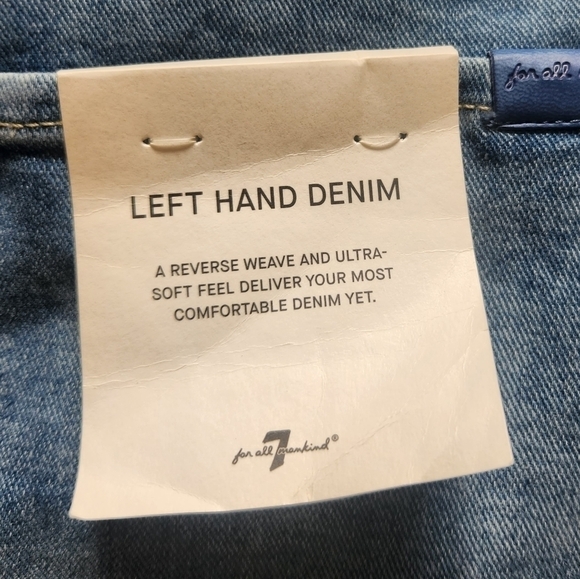 for all
LEFT HAND DENIM
A REVERSE WEAVE AND ULTRA-
SOFT FEEL DELIVER YOUR MOST
COMFORTABLE DENIM YET.
for all 7 mankind®